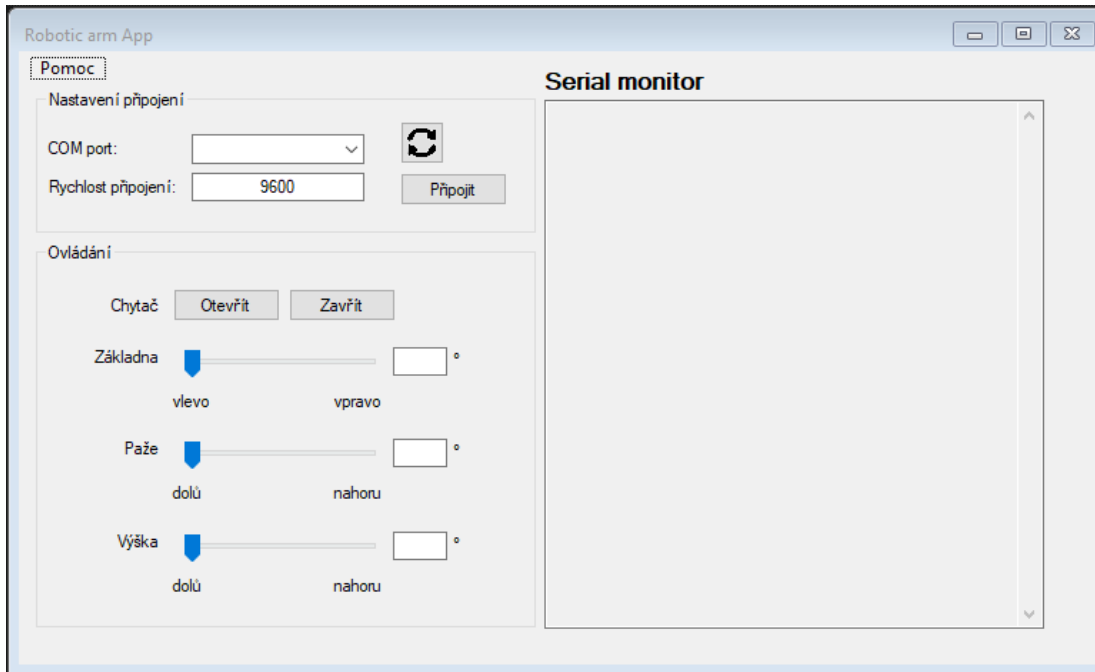 Robotic arm App
Pomoc
Serial monitor
Nastavení připojení
COM port:
Rychlost připojení: 9600 Připojit
Ovládání
Chytač Otevřít Zavřít
Základna °
vlevo vpravo
Paže °
dolů nahoru
Výška °
dolů nahoru